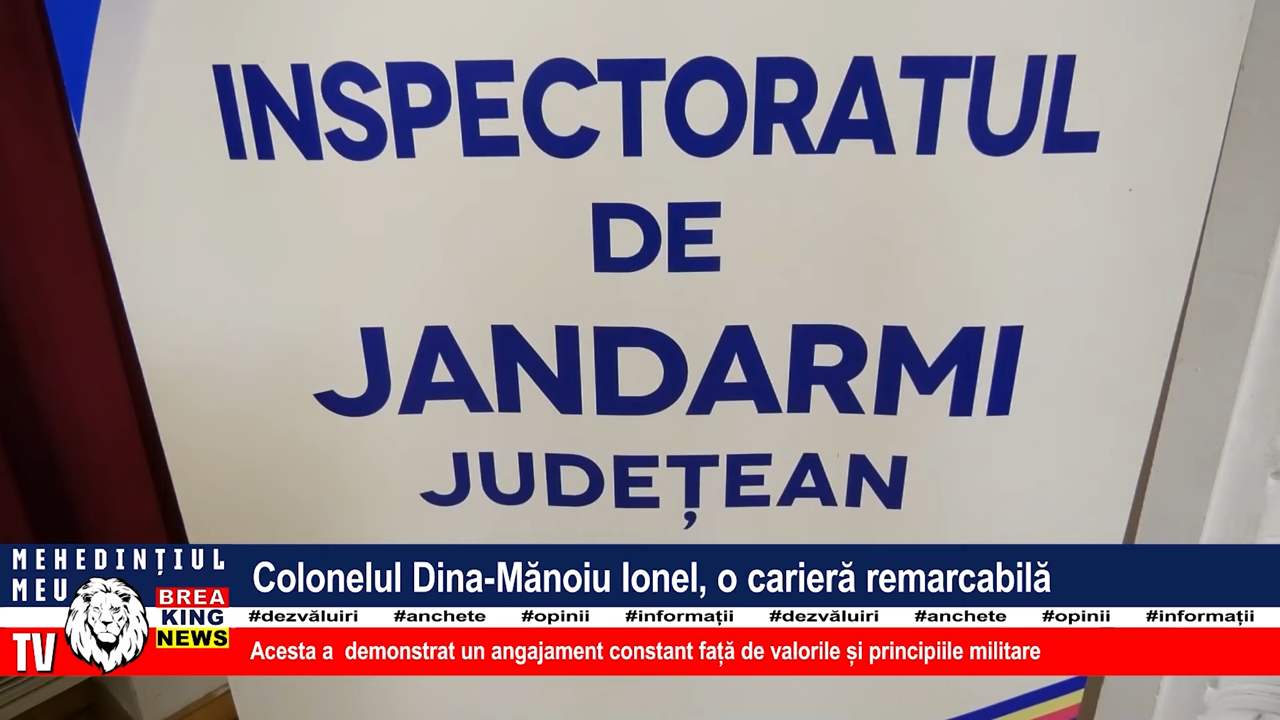 INSPECTORATUL
DE
JANDARMI
JUDEȚEAN
MEHEDINȚIUL
MEU
TV
BREA
KING
NEWS
Colonelul Dina-Mănoiu Ionel, o carieră remarcabilă
#dezvăluiri #anchete #opinii #informații #dezvăluiri #anchete #opinii #informații
Acesta a demonstrat un angajament constant față de valorile și principiile militare